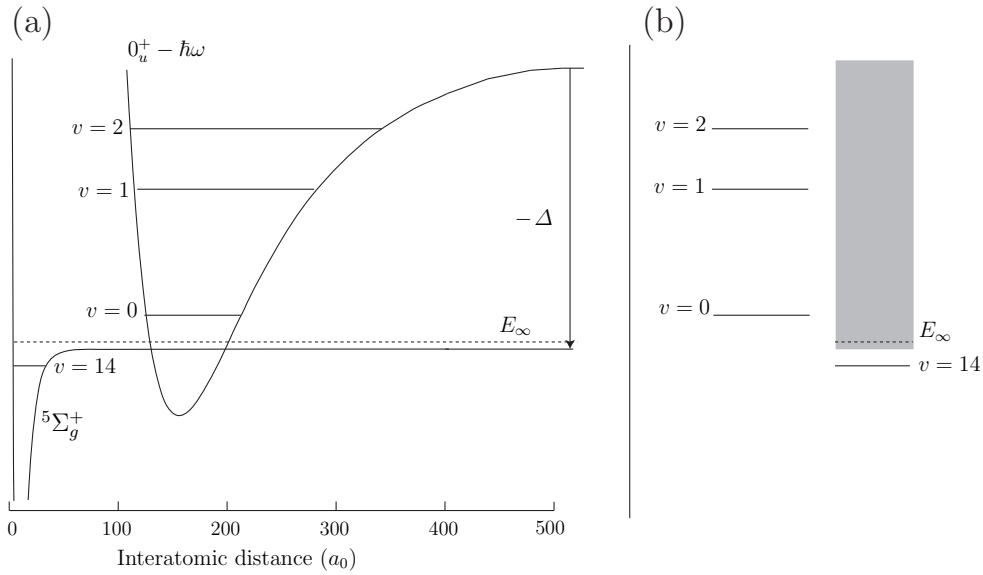 (a)
0_u^+ − ħω
v = 2
v = 1
− Δ
v = 0
E_∞
v = 14
^5Σ_g^+
0 100 200 300 400 500
Interatomic distance (a_0)
(b)
v = 2
v = 1
v = 0
E_∞
v = 14